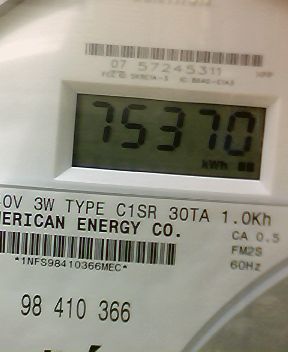 07 57245311
75370
kWh
0V 3W TYPE C1SR 30TA 1.0Kh
MERICAN ENERGY CO.
CA 0.5
FM2S
60Hz
*1NFS98410366MEC*
98 410 366